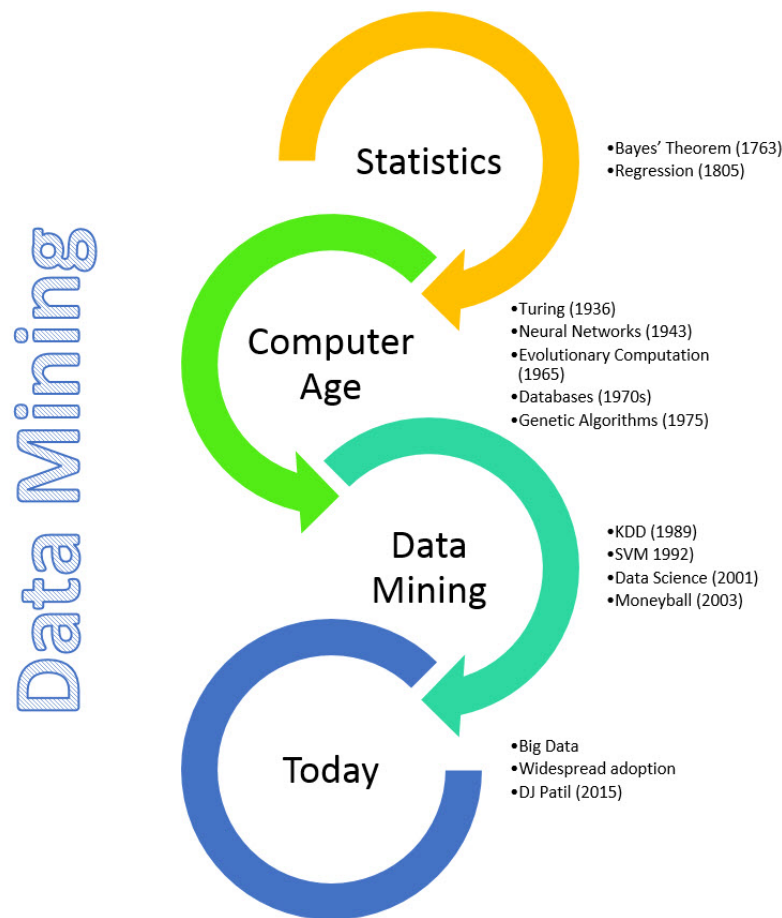 Data Mining
Statistics
•Bayes' Theorem (1763)
•Regression (1805)
Computer
Age
•Turing (1936)
•Neural Networks (1943)
•Evolutionary Computation
(1965)
•Databases (1970s)
•Genetic Algorithms (1975)
Data
Mining
•KDD (1989)
•SVM 1992)
•Data Science (2001)
•Moneyball (2003)
Today
•Big Data
•Widespread adoption
•DJ Patil (2015)